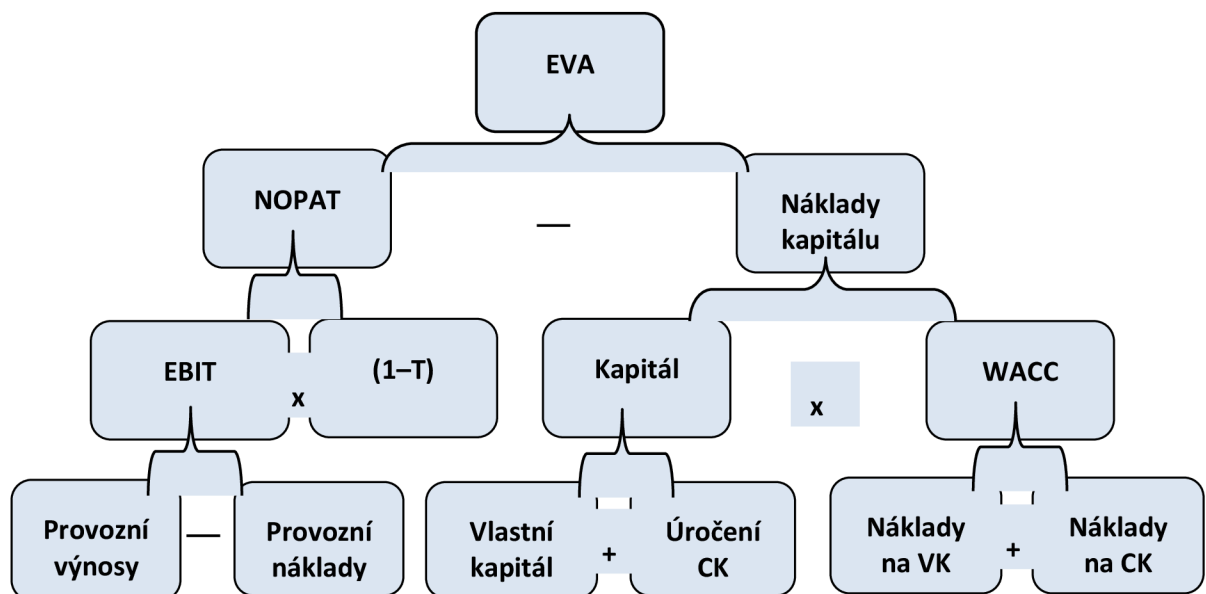 EVA
NOPAT
—
Náklady
kapitálu
EBIT
x
(1–T)
Kapitál
x
WACC
Provozní
výnosy
—
Provozní
náklady
Vlastní
kapitál
+
Úročení
CK
Náklady
na VK
+
Náklady
na CK